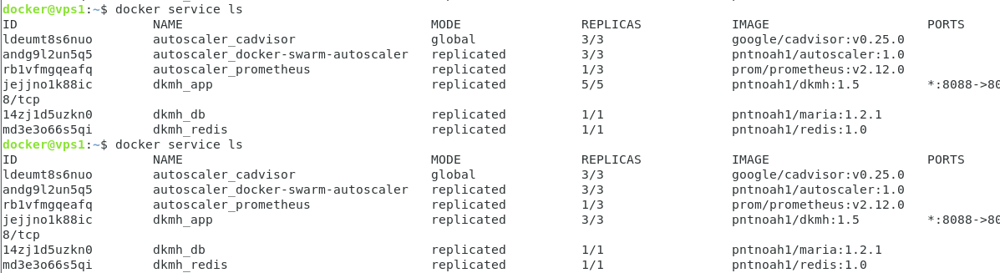 docker@vps1:~$ docker service ls
ID NAME MODE REPLICAS IMAGE PORTS
ldeumt8s6nuo autoscaler_cadvisor global 3/3 google/cadvisor:v0.25.0
andg9l2un5q5 autoscaler_docker-swarm-autoscaler replicated 3/3 pntnoah1/autoscaler:1.0
rb1vfmgqeafq autoscaler_prometheus replicated 1/3 prom/prometheus:v2.12.0
jejjno1k88ic dkmh_app replicated 5/5 pntnoah1/dkmh:1.5 *:8088->80
8/tcp
14zj1d5uzkn0 dkmh_db replicated 1/1 pntnoah1/maria:1.2.1
md3e3o66s5qi dkmh_redis replicated 1/1 pntnoah1/redis:1.0
docker@vps1:~$ docker service ls
ID NAME MODE REPLICAS IMAGE PORTS
ldeumt8s6nuo autoscaler_cadvisor global 3/3 google/cadvisor:v0.25.0
andg9l2un5q5 autoscaler_docker-swarm-autoscaler replicated 3/3 pntnoah1/autoscaler:1.0
rb1vfmgqeafq autoscaler_prometheus replicated 1/3 prom/prometheus:v2.12.0
jejjno1k88ic dkmh_app replicated 3/3 pntnoah1/dkmh:1.5 *:8088->80
8/tcp
14zj1d5uzkn0 dkmh_db replicated 1/1 pntnoah1/maria:1.2.1
md3e3o66s5qi dkmh_redis replicated 1/1 pntnoah1/redis:1.0